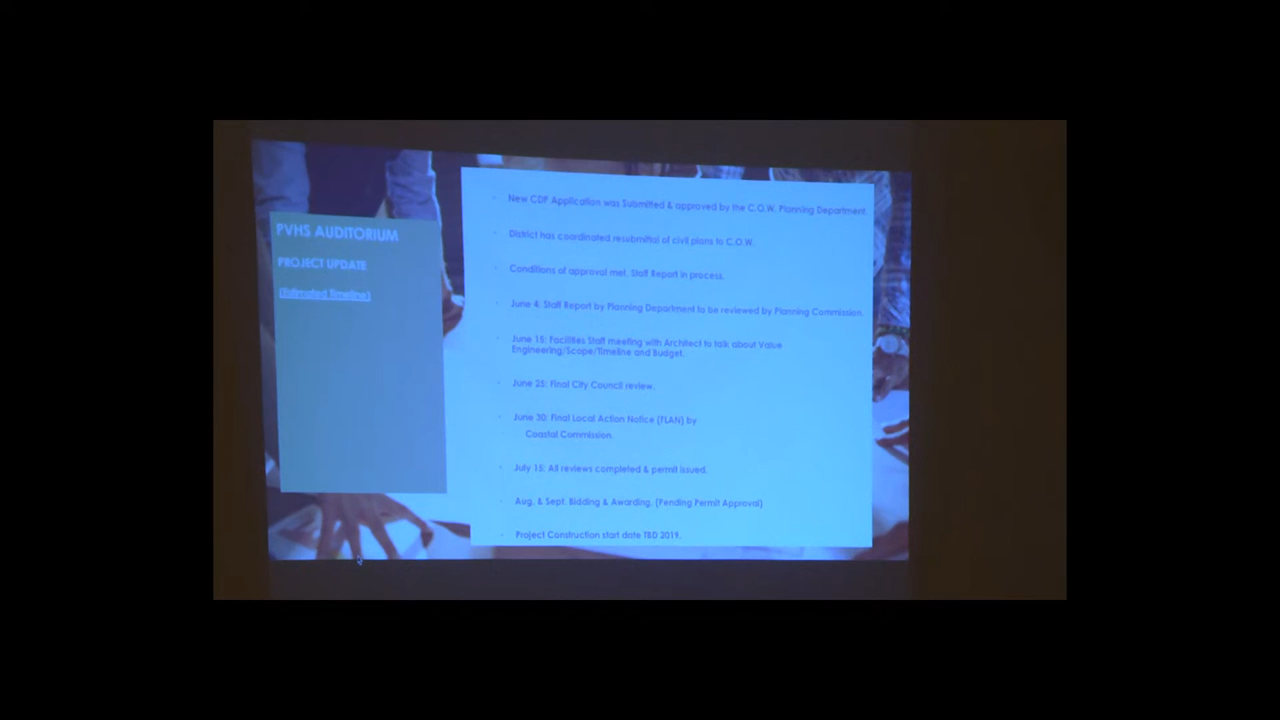 PVHS AUDITORIUM
PROJECT UPDATE
(Estimated Timeline)
New CDP Application was Submitted & approved by the C.O.W. Planning Department.
District has coordinated resubmittal of civil plans to C.O.W.
Conditions of approval met. Staff Report in process.
June 4: Staff Report by Planning Department to be reviewed by Planning Commission.
June 15: Facilities Staff meeting with Architect to talk about Value
Engineering/Scope/Timeline and Budget.
June 25: Final City Council review.
June 30: Final Local Action Notice (FLAN) by
Coastal Commission.
July 15: All reviews completed & permit issued.
Aug. & Sept. Bidding & Awarding. (Pending Permit Approval)
Project Construction start date TBD 2019.